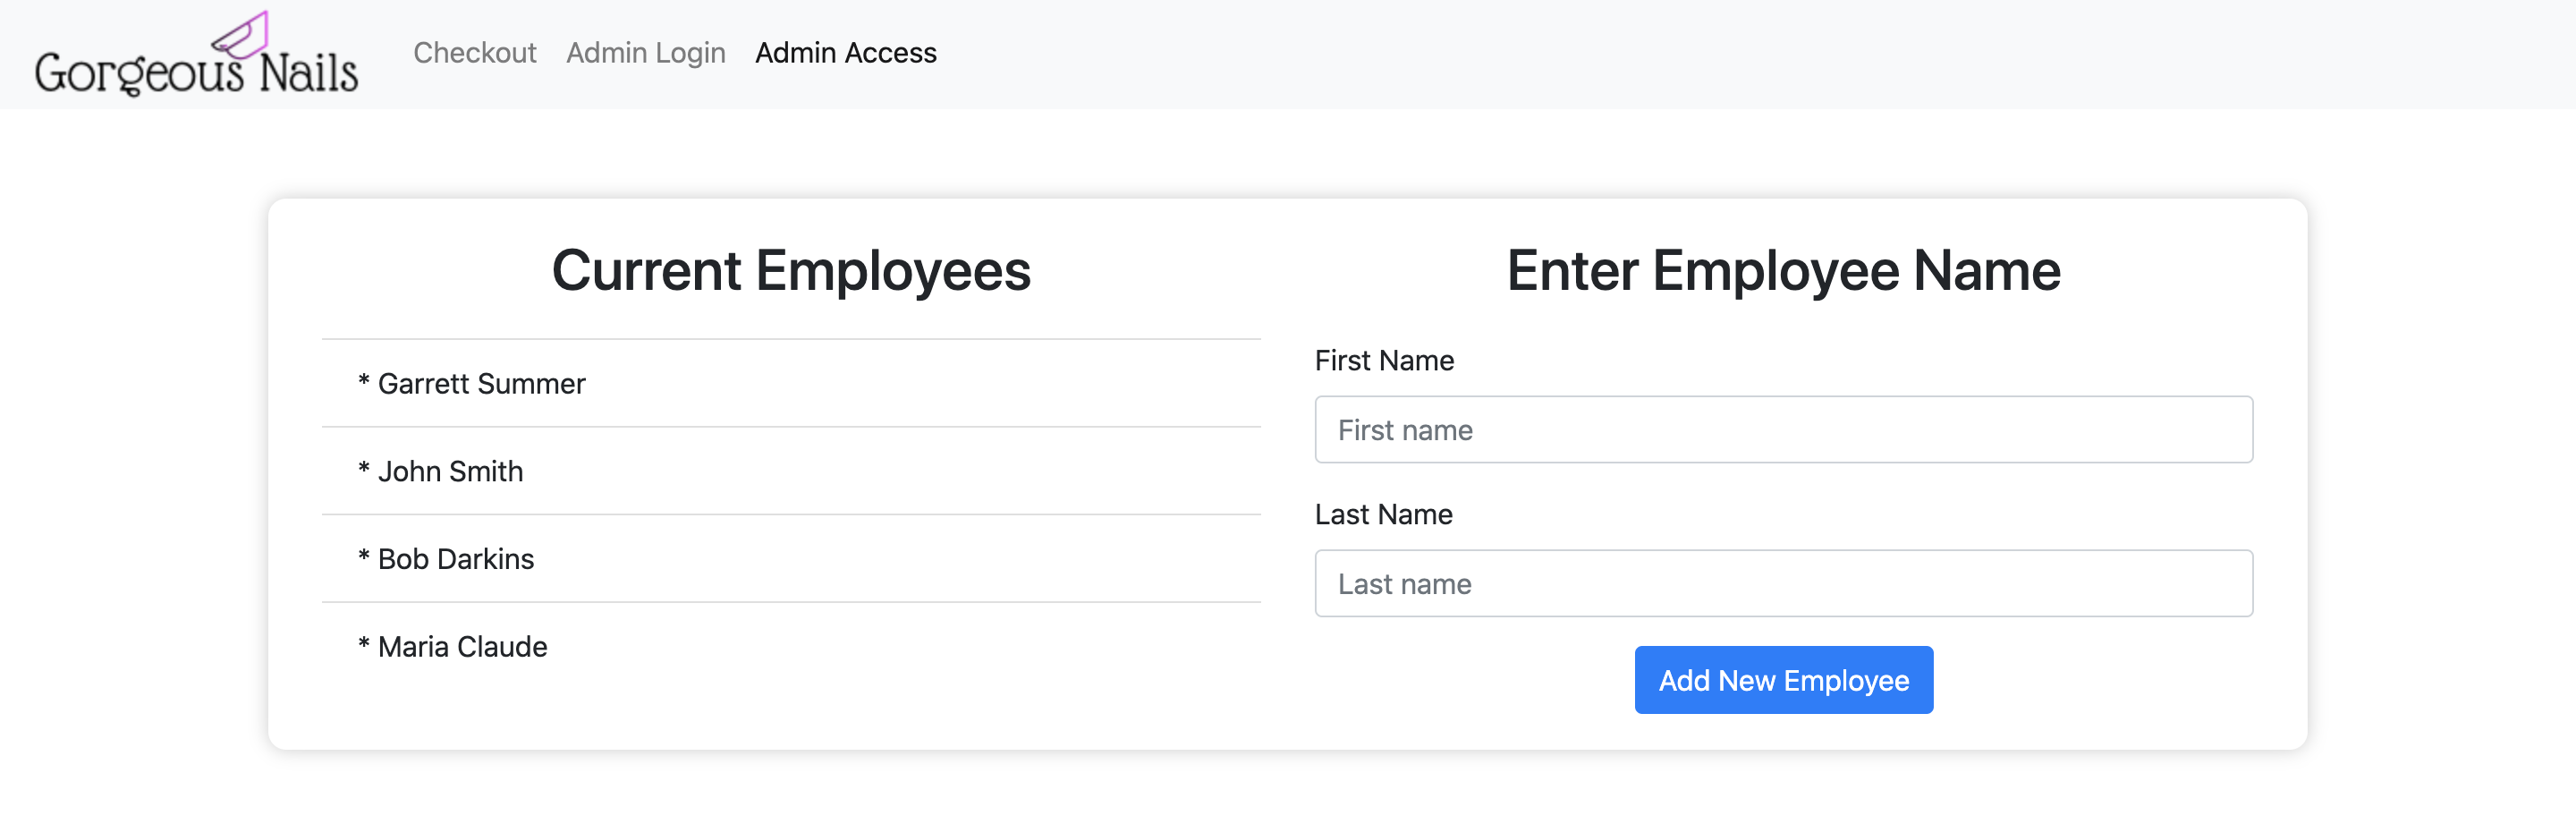 Gorgeous Nails
Checkout Admin Login Admin Access
Current Employees
* Garrett Summer
* John Smith
* Bob Darkins
* Maria Claude
Enter Employee Name
First Name
First name
Last Name
Last name
Add New Employee